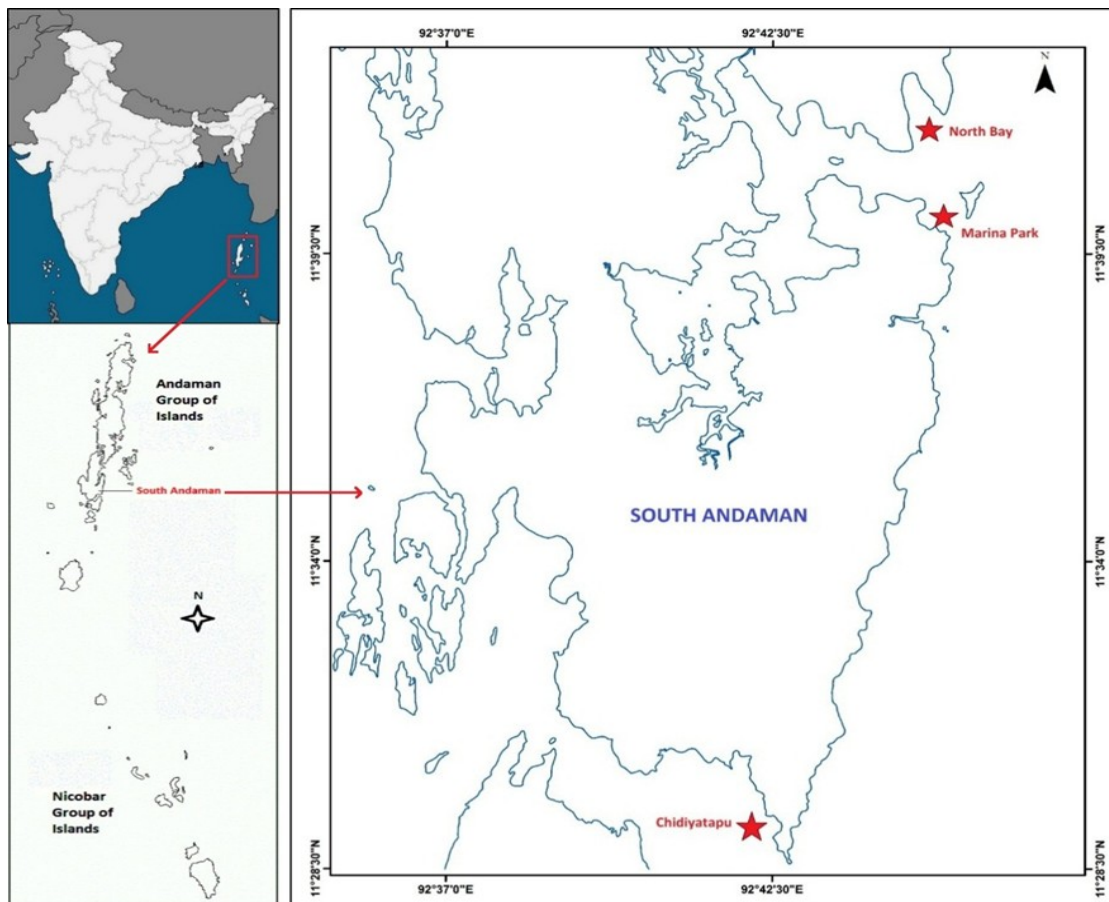 Andaman
Group of
Islands
South Andaman
N
Nicobar
Group of
Islands
92°37'0"E
92°42'30"E
N
North Bay
Marina Park
11°39'30"N
11°39'30"N
SOUTH ANDAMAN
11°34'0"N
11°34'0"N
Chidiyatapu
11°28'30"N
11°28'30"N
92°37'0"E
92°42'30"E